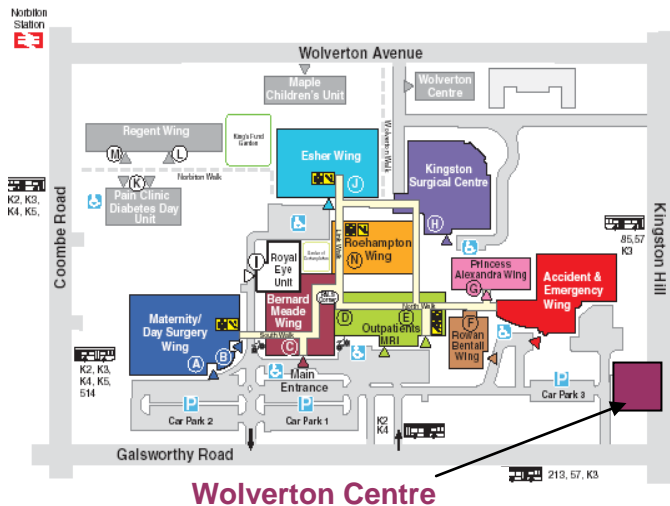 Norbiton
Station
Wolverton Avenue
Maple
Children's Unit
Wolverton
Centre
Regent Wing
M
L
King's Fund
Garden
Norbiton Walk
Wolverton Walk
K
Pain Clinic
Diabetes Day
Unit
K2, K3,
K4, K5,
Coombe Road
Esher Wing
J
Kingston
Surgical Centre
H
Kingston Hill
85,57
K3
Link Walk
Roehampton
Wing
N
I
Royal
Eye
Unit
Princess
Alexandra Wing
G
Accident &
Emergency
Wing
Bernard
Meade
Wing
C
Maternity/
Day Surgery
Wing
A
B
South Walk
North Walk
D
E
Outpatients
MRI
F
Rowan
Bentall
Wing
K2, K3,
K4, K5,
514
Main
Entrance
P
Car Park 2
P
Car Park 1
K2
K4
P
Car Park 3
Galsworthy Road
213, 57, K3
Wolverton Centre